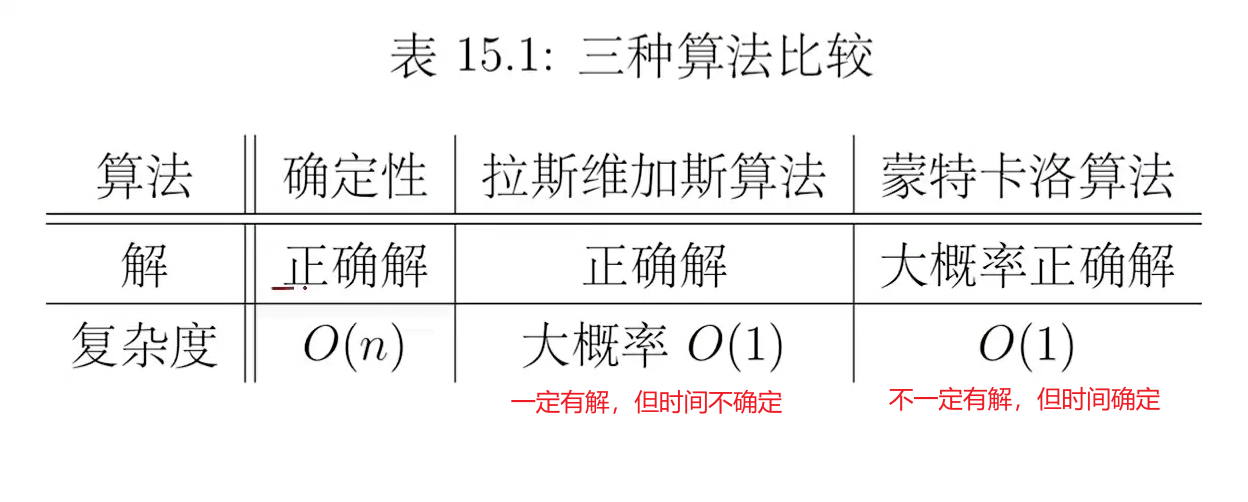 表 15.1: 三种算法比较
算法 确定性 拉斯维加斯算法 蒙特卡洛算法
解 正确解 正确解 大概率正确解
复杂度 O(n) 大概率 O(1) O(1)
一定有解，但时间不确定 不一定有解，但时间确定